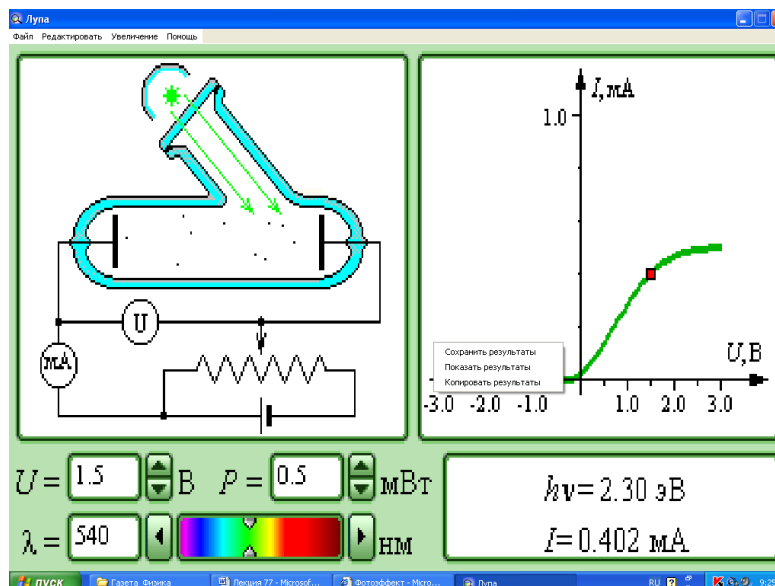 Лупа
Файл Редактировать Увеличение Помощь
I, мА
1.0
U
мА
Сохранить результаты
Показать результаты
Копировать результаты
U, В
-3.0 -2.0 -1.0 1.0 2.0 3.0
U = 1.5 В P = 0.5 мВт
λ = 540 нм
hν = 2.30 эВ
I = 0.402 мА
пуск Газета Физика Лекция 77 - Microsof... Фотоэффект - Micro... Лупа RU